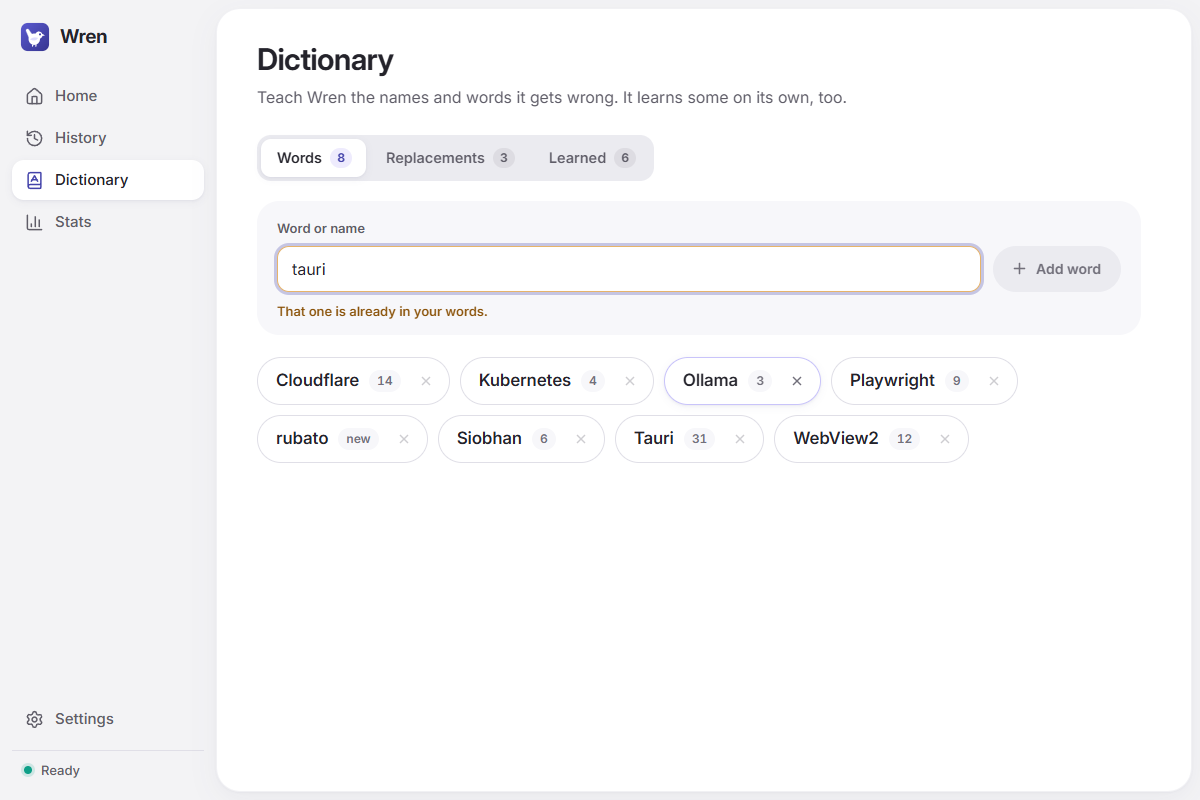 Wren
Home
History
Dictionary
Stats
Settings
Ready
Dictionary
Teach Wren the names and words it gets wrong. It learns some on its own, too.
Words 8 Replacements 3 Learned 6
Word or name
tauri
+ Add word
That one is already in your words.
Cloudflare 14 × Kubernetes 4 × Ollama 3 × Playwright 9 ×
rubato new × Siobhan 6 × Tauri 31 × WebView2 12 ×